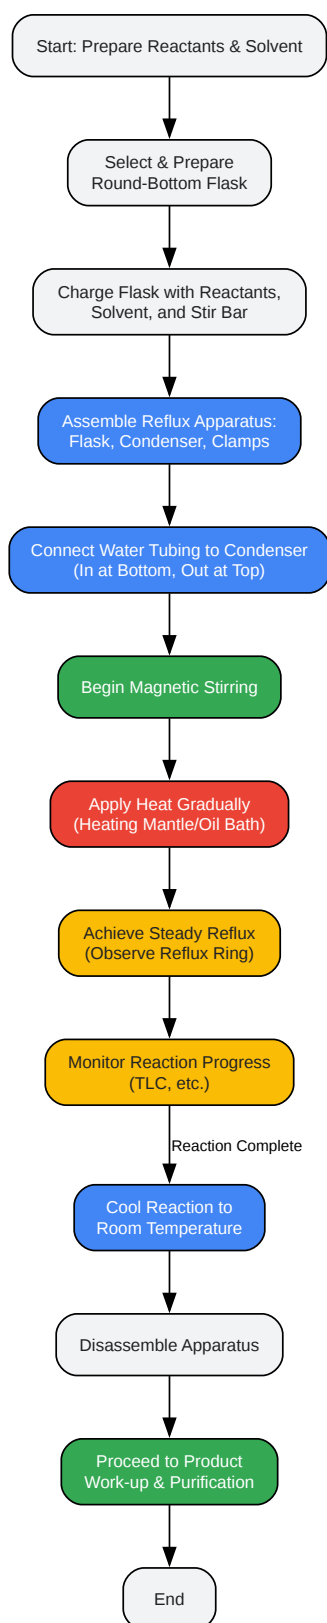 Start: Prepare Reactants & Solvent
Select & Prepare
Round-Bottom Flask
Charge Flask with Reactants,
Solvent, and Stir Bar
Assemble Reflux Apparatus:
Flask, Condenser, Clamps
Connect Water Tubing to Condenser
(In at Bottom, Out at Top)
Begin Magnetic Stirring
Apply Heat Gradually
(Heating Mantle/Oil Bath)
Achieve Steady Reflux
(Observe Reflux Ring)
Monitor Reaction Progress
(TLC, etc.)
Reaction Complete
Cool Reaction to
Room Temperature
Disassemble Apparatus
Proceed to Product
Work-up & Purification
End